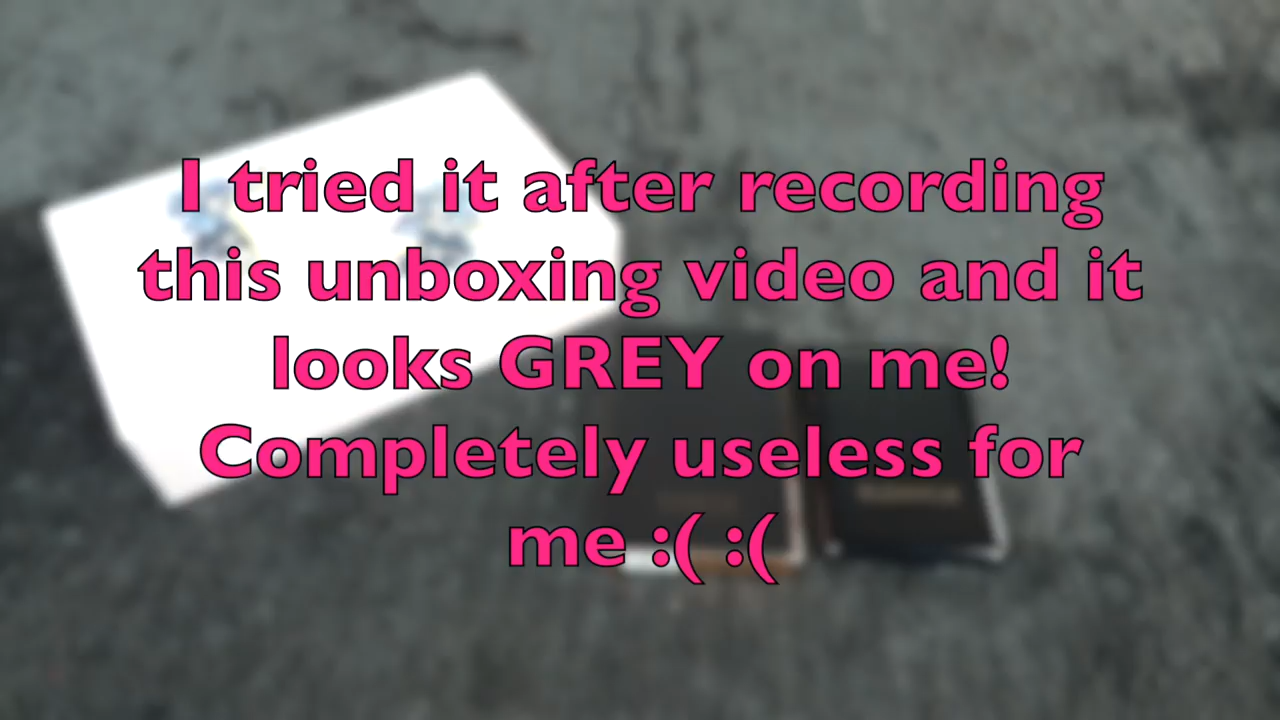 I tried it after recording
this unboxing video and it
looks GREY on me!
Completely useless for
me :( :(